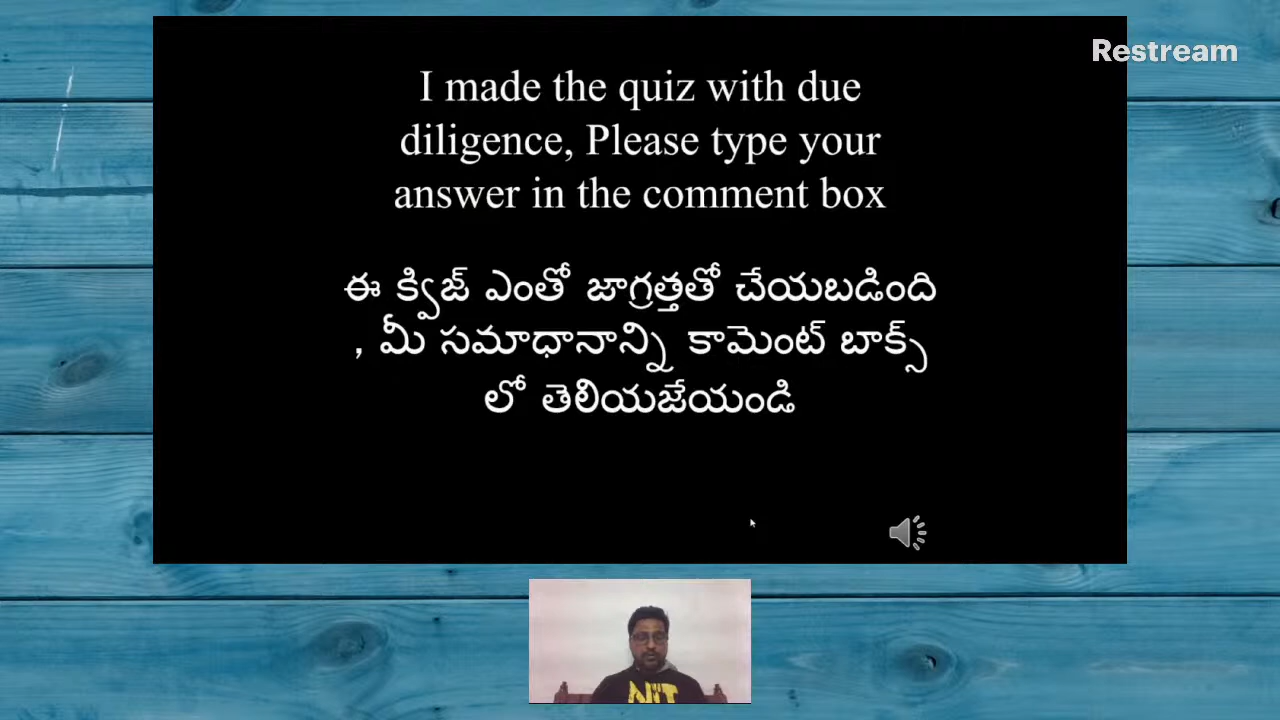 Restream
I made the quiz with due
diligence, Please type your
answer in the comment box
ఈ క్విజ్ ఎంతో జాగ్రత్తతో చేయబడింది
, మీ సమాధానాన్ని కామెంట్ బాక్స్
లో తెలియజేయండి